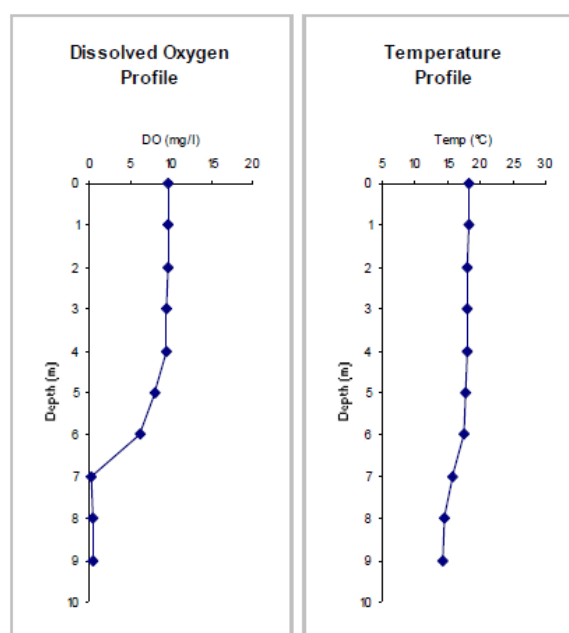 Dissolved Oxygen
Profile
DO (mg/l)
0 5 10 15 20
0
1
2
3
4
5
6
7
8
9
10
Depth (m)
Temperature
Profile
Temp (°C)
5 10 15 20 25 30
0
1
2
3
4
5
6
7
8
9
10
Depth (m)